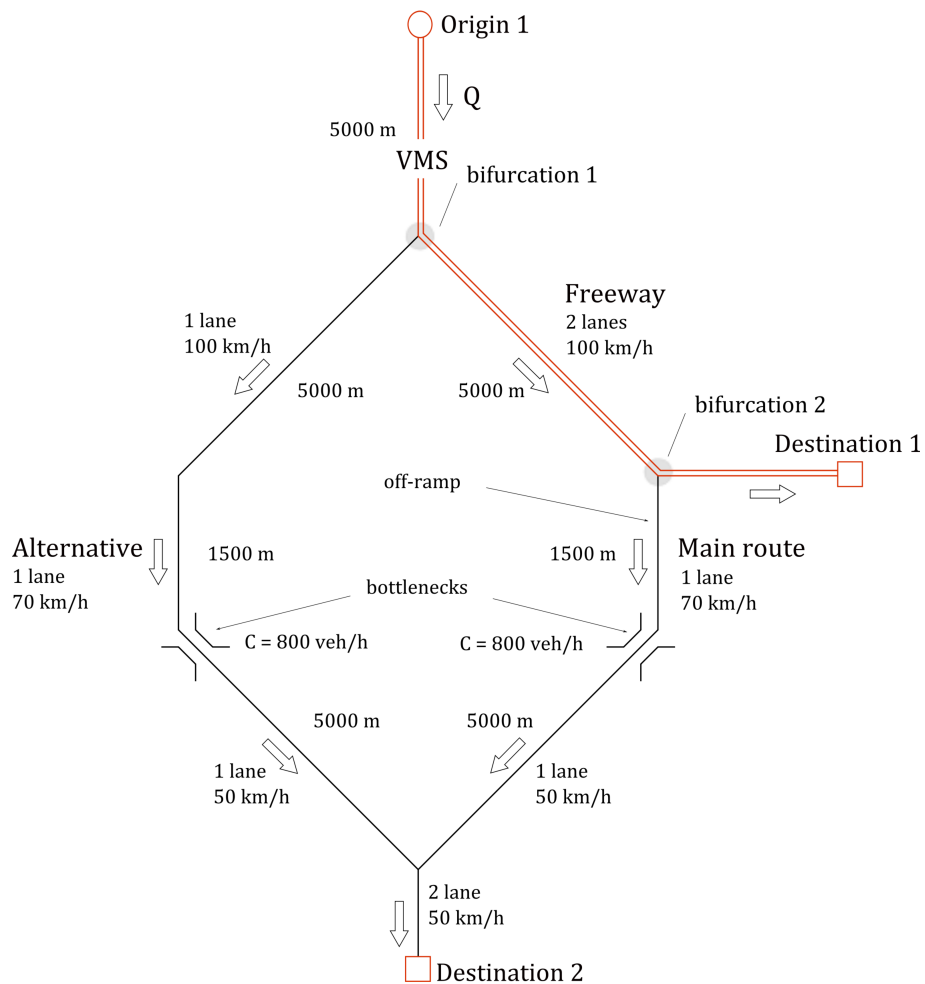 Origin 1
Q
5000 m
VMS
bifurcation 1
Freeway
2 lanes
100 km/h
1 lane
100 km/h
5000 m
5000 m
bifurcation 2
Destination 1
off-ramp
Alternative
1 lane
70 km/h
1500 m
1500 m
Main route
1 lane
70 km/h
bottlenecks
C = 800 veh/h
C = 800 veh/h
5000 m
5000 m
1 lane
50 km/h
1 lane
50 km/h
2 lane
50 km/h
Destination 2